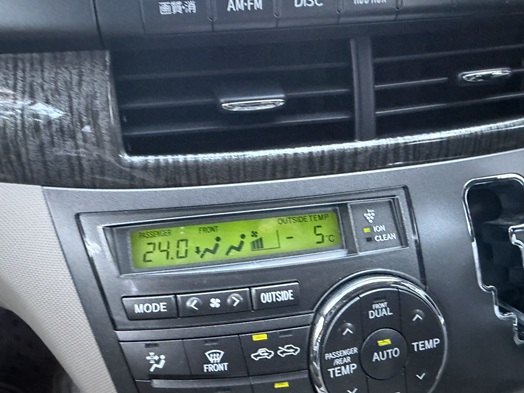 画質・消
AM·FM
DISC
PASSENGER
FRONT
OUTSIDE TEMP
24.0
- 5℃
ION
CLEAN
MODE
OUTSIDE
FRONT
FRONT
DUAL
PASSENGER
/REAR
TEMP
AUTO
TEMP